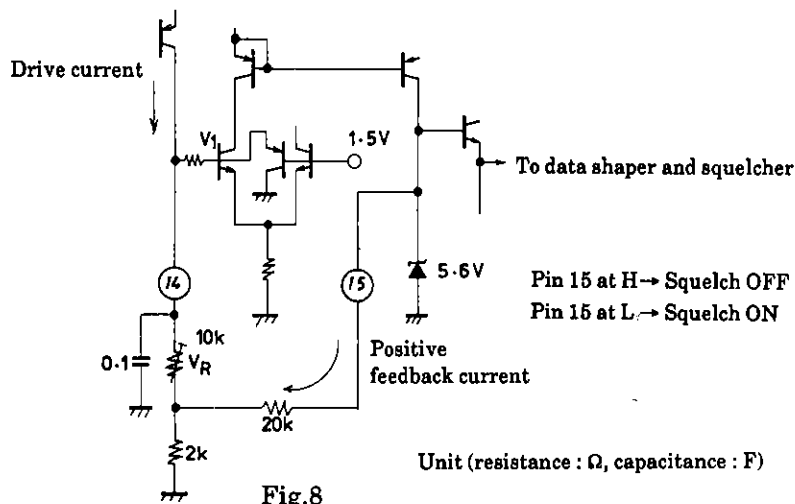 Drive current
V1
1.5V
To data shaper and squelcher
14
15
5.6V
Pin 15 at H→ Squelch OFF
Pin 15 at L→ Squelch ON
10k
0.1
VR
Positive
feedback current
20k
2k
Unit (resistance : Ω, capacitance : F)
Fig.8